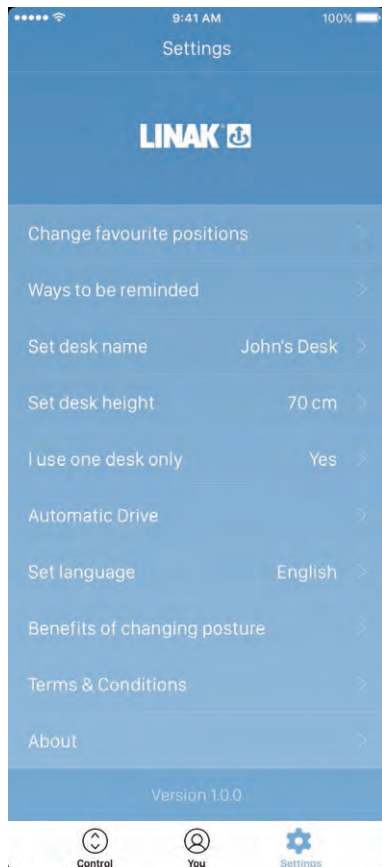 9:41 AM 100%
Settings
LINAK
Change favourite positions
Ways to be reminded
Set desk name John's Desk
Set desk height 70 cm
I use one desk only Yes
Automatic Drive
Set language English
Benefits of changing posture
Terms & Conditions
About
Version 1.0.0
Control You Settings